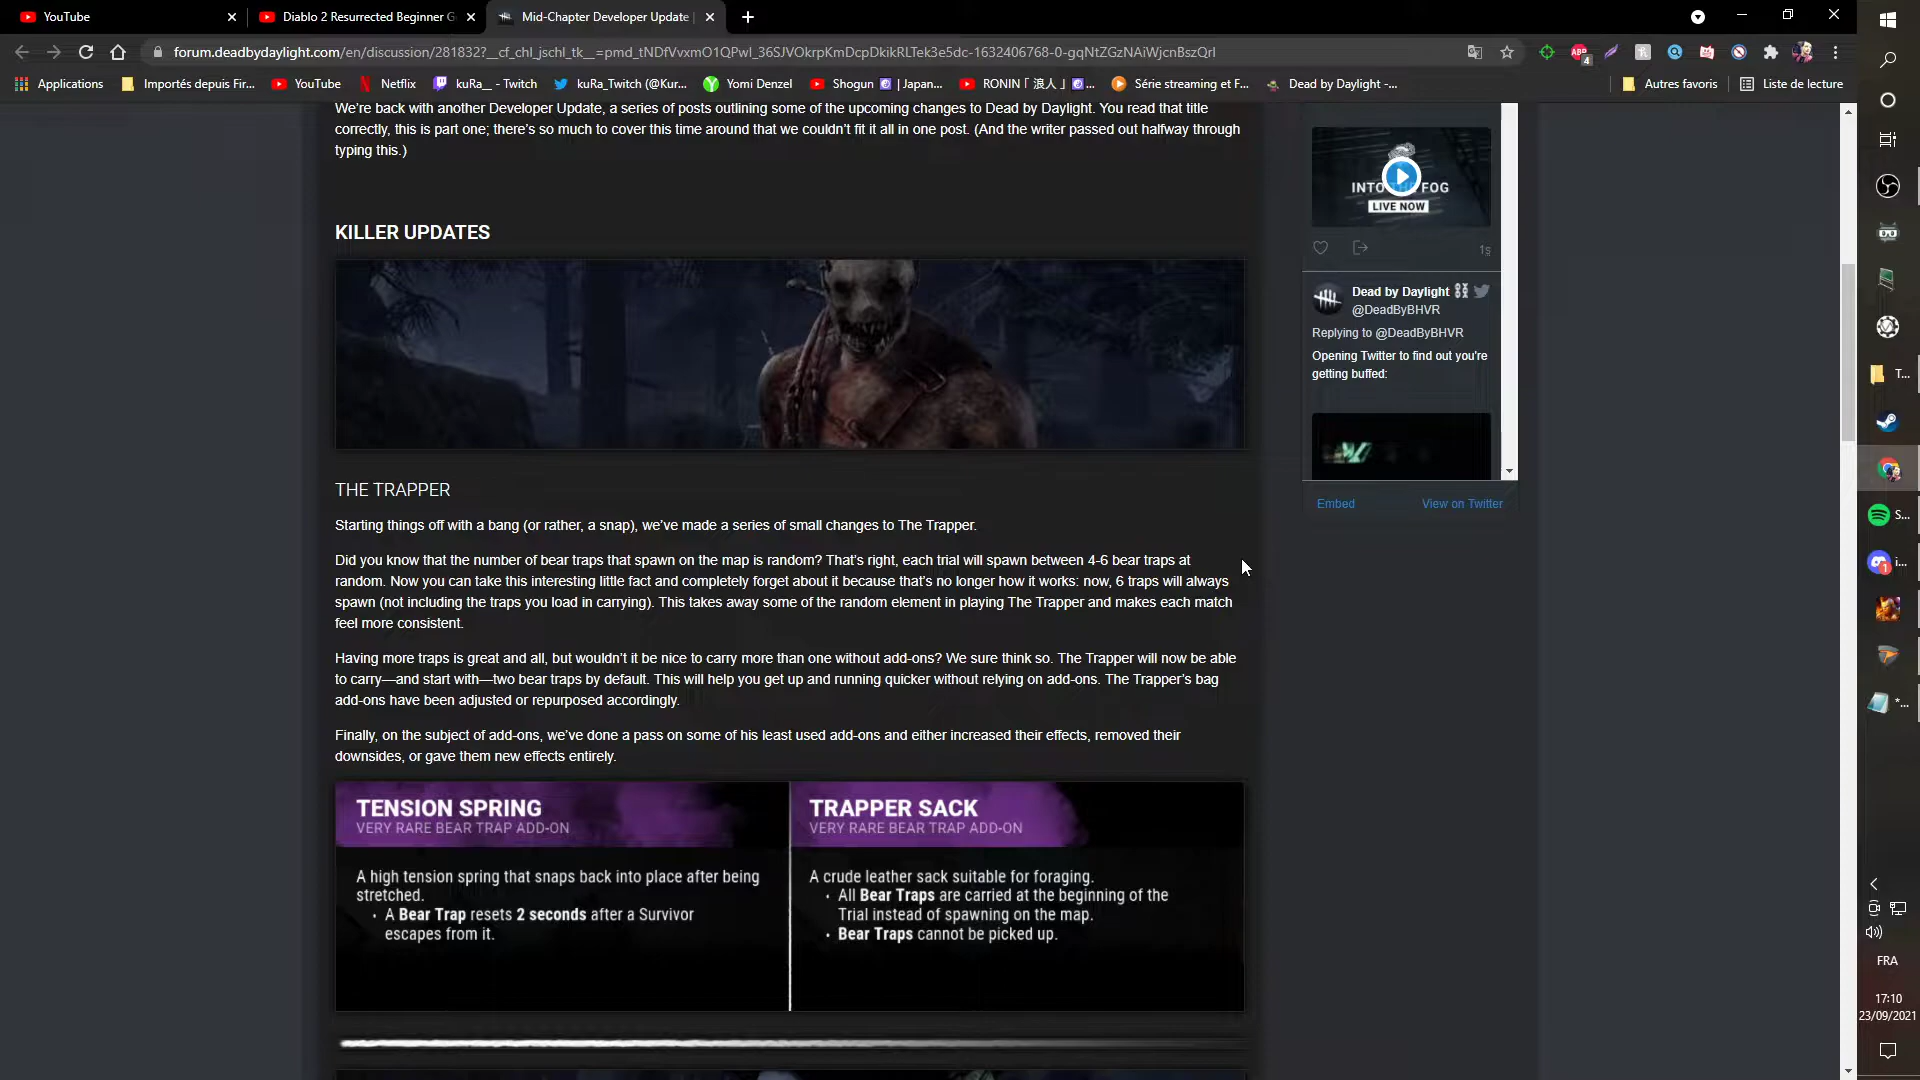 YouTube
Diablo 2 Resurrected Beginner G
Mid-Chapter Developer Update |
forum.deadbydaylight.com/en/discussion/281832?__cf_chl_jschl_tk__=pmd_tNDfVvxmO1QPwI_36SJVOkrpKmDcpDkikRLTek3e5dc-1632406768-0-gqNtZGzNAiWjcnBszQrl
4
Applications
Importés depuis Fir...
YouTube
Netflix
kuRa__ - Twitch
kuRa_Twitch (@Kur...
Yomi Denzel
Shogun | Japan...
RONIN「 浪人 」...
Série streaming et F...
Dead by Daylight -...
Autres favoris
Liste de lecture
We're back with another Developer Update, a series of posts outlining some of the upcoming changes to Dead by Daylight. You read that title
correctly, this is part one; there's so much to cover this time around that we couldn't fit it all in one post. (And the writer passed out halfway through
typing this.)
KILLER UPDATES
THE TRAPPER
Starting things off with a bang (or rather, a snap), we've made a series of small changes to The Trapper.
Did you know that the number of bear traps that spawn on the map is random? That's right, each trial will spawn between 4-6 bear traps at
random. Now you can take this interesting little fact and completely forget about it because that's no longer how it works: now, 6 traps will always
spawn (not including the traps you load in carrying). This takes away some of the random element in playing The Trapper and makes each match
feel more consistent.
Having more traps is great and all, but wouldn't it be nice to carry more than one without add-ons? We sure think so. The Trapper will now be able
to carry—and start with—two bear traps by default. This will help you get up and running quicker without relying on add-ons. The Trapper's bag
add-ons have been adjusted or repurposed accordingly.
Finally, on the subject of add-ons, we've done a pass on some of his least used add-ons and either increased their effects, removed their
downsides, or gave them new effects entirely.
TENSION SPRING
VERY RARE BEAR TRAP ADD-ON
A high tension spring that snaps back into place after being
stretched.
• A Bear Trap resets 2 seconds after a Survivor
escapes from it.
TRAPPER SACK
VERY RARE BEAR TRAP ADD-ON
A crude leather sack suitable for foraging.
• All Bear Traps are carried at the beginning of the
Trial instead of spawning on the map.
• Bear Traps cannot be picked up.
INTO THE FOG
LIVE NOW
1s
Dead by Daylight
@DeadByBHVR
Replying to @DeadByBHVR
Opening Twitter to find out you're
getting buffed:
Embed
View on Twitter
T...
S...
1
i...
*...
FRA
17:10
23/09/2021